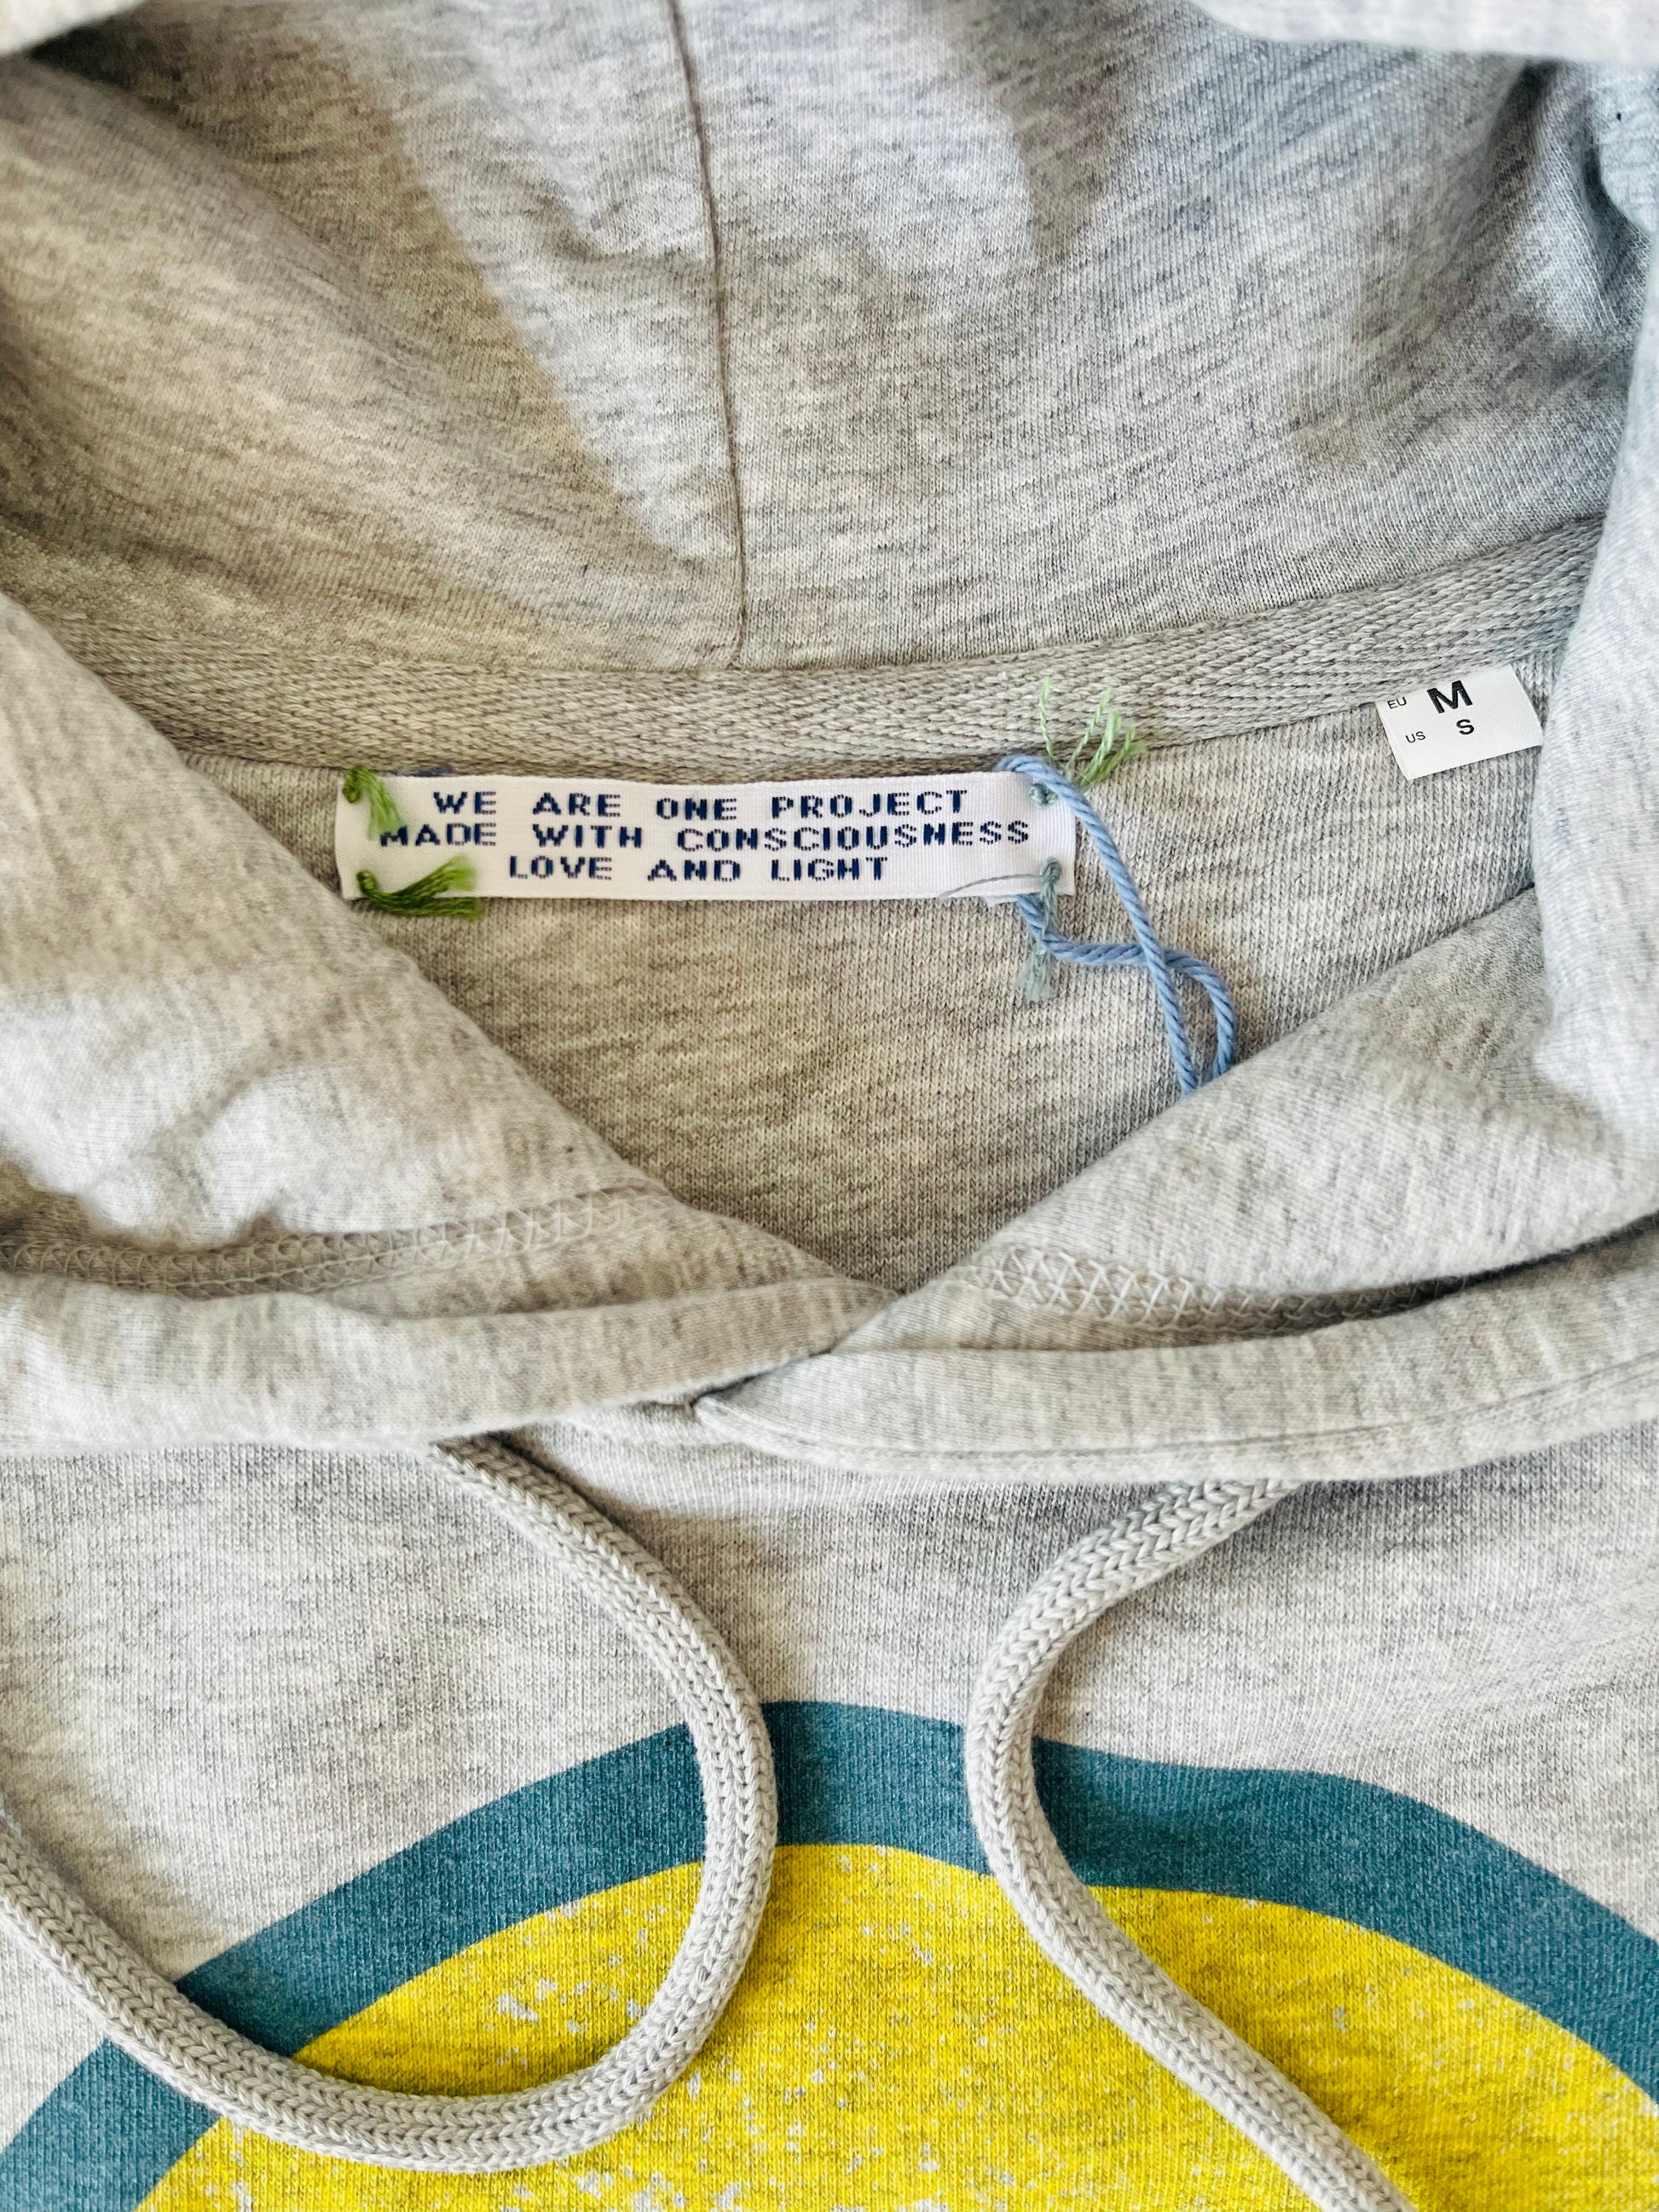 EU M
US S
WE ARE ONE PROJECT
MADE WITH CONSCIOUSNESS
LOVE AND LIGHT